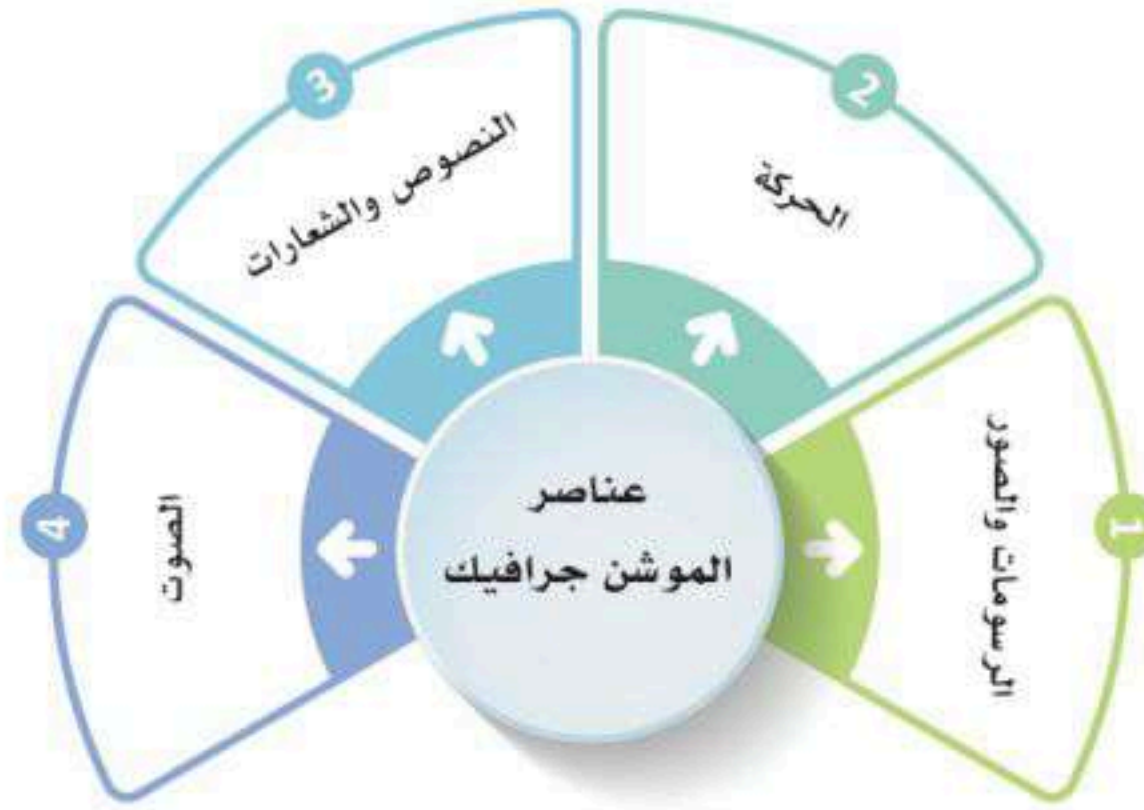 عناصر
الموشن جرافيك
1
الرسومات والصور
2
الحركة
3
النصوص والشعارات
4
الصوت